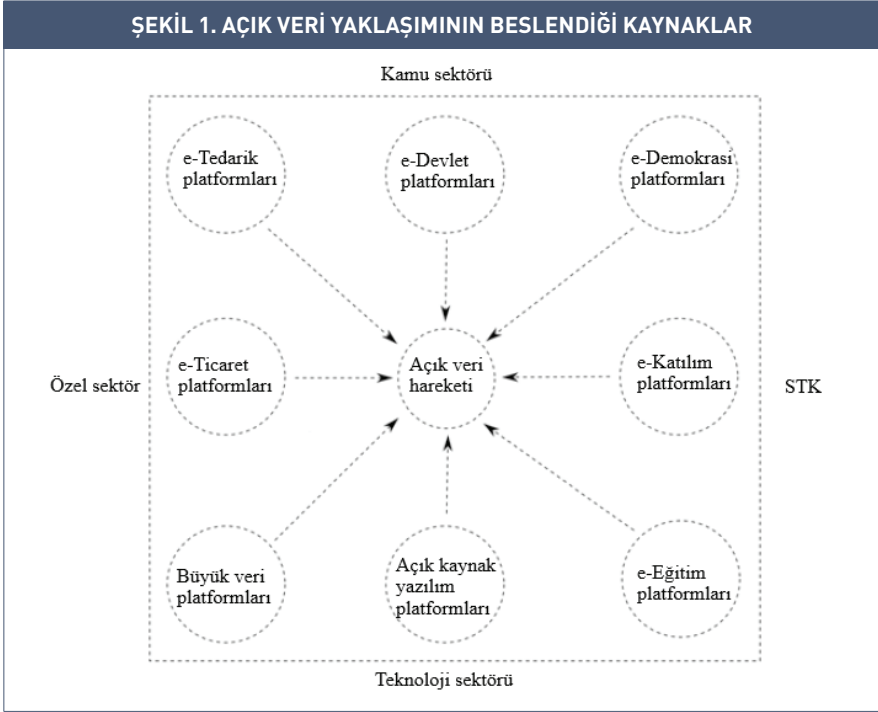 ŞEKİL 1. AÇIK VERİ YAKLAŞIMININ BESLENDİĞİ KAYNAKLAR
Kamu sektörü
e-Tedarik
platformları
e-Devlet
platformları
e-Demokrasi
platformları
Özel sektör
e-Ticaret
platformları
Açık veri
hareketi
e-Katılım
platformları
STK
Büyük veri
platformları
Açık kaynak
yazılım
platformları
e-Eğitim
platformları
Teknoloji sektörü